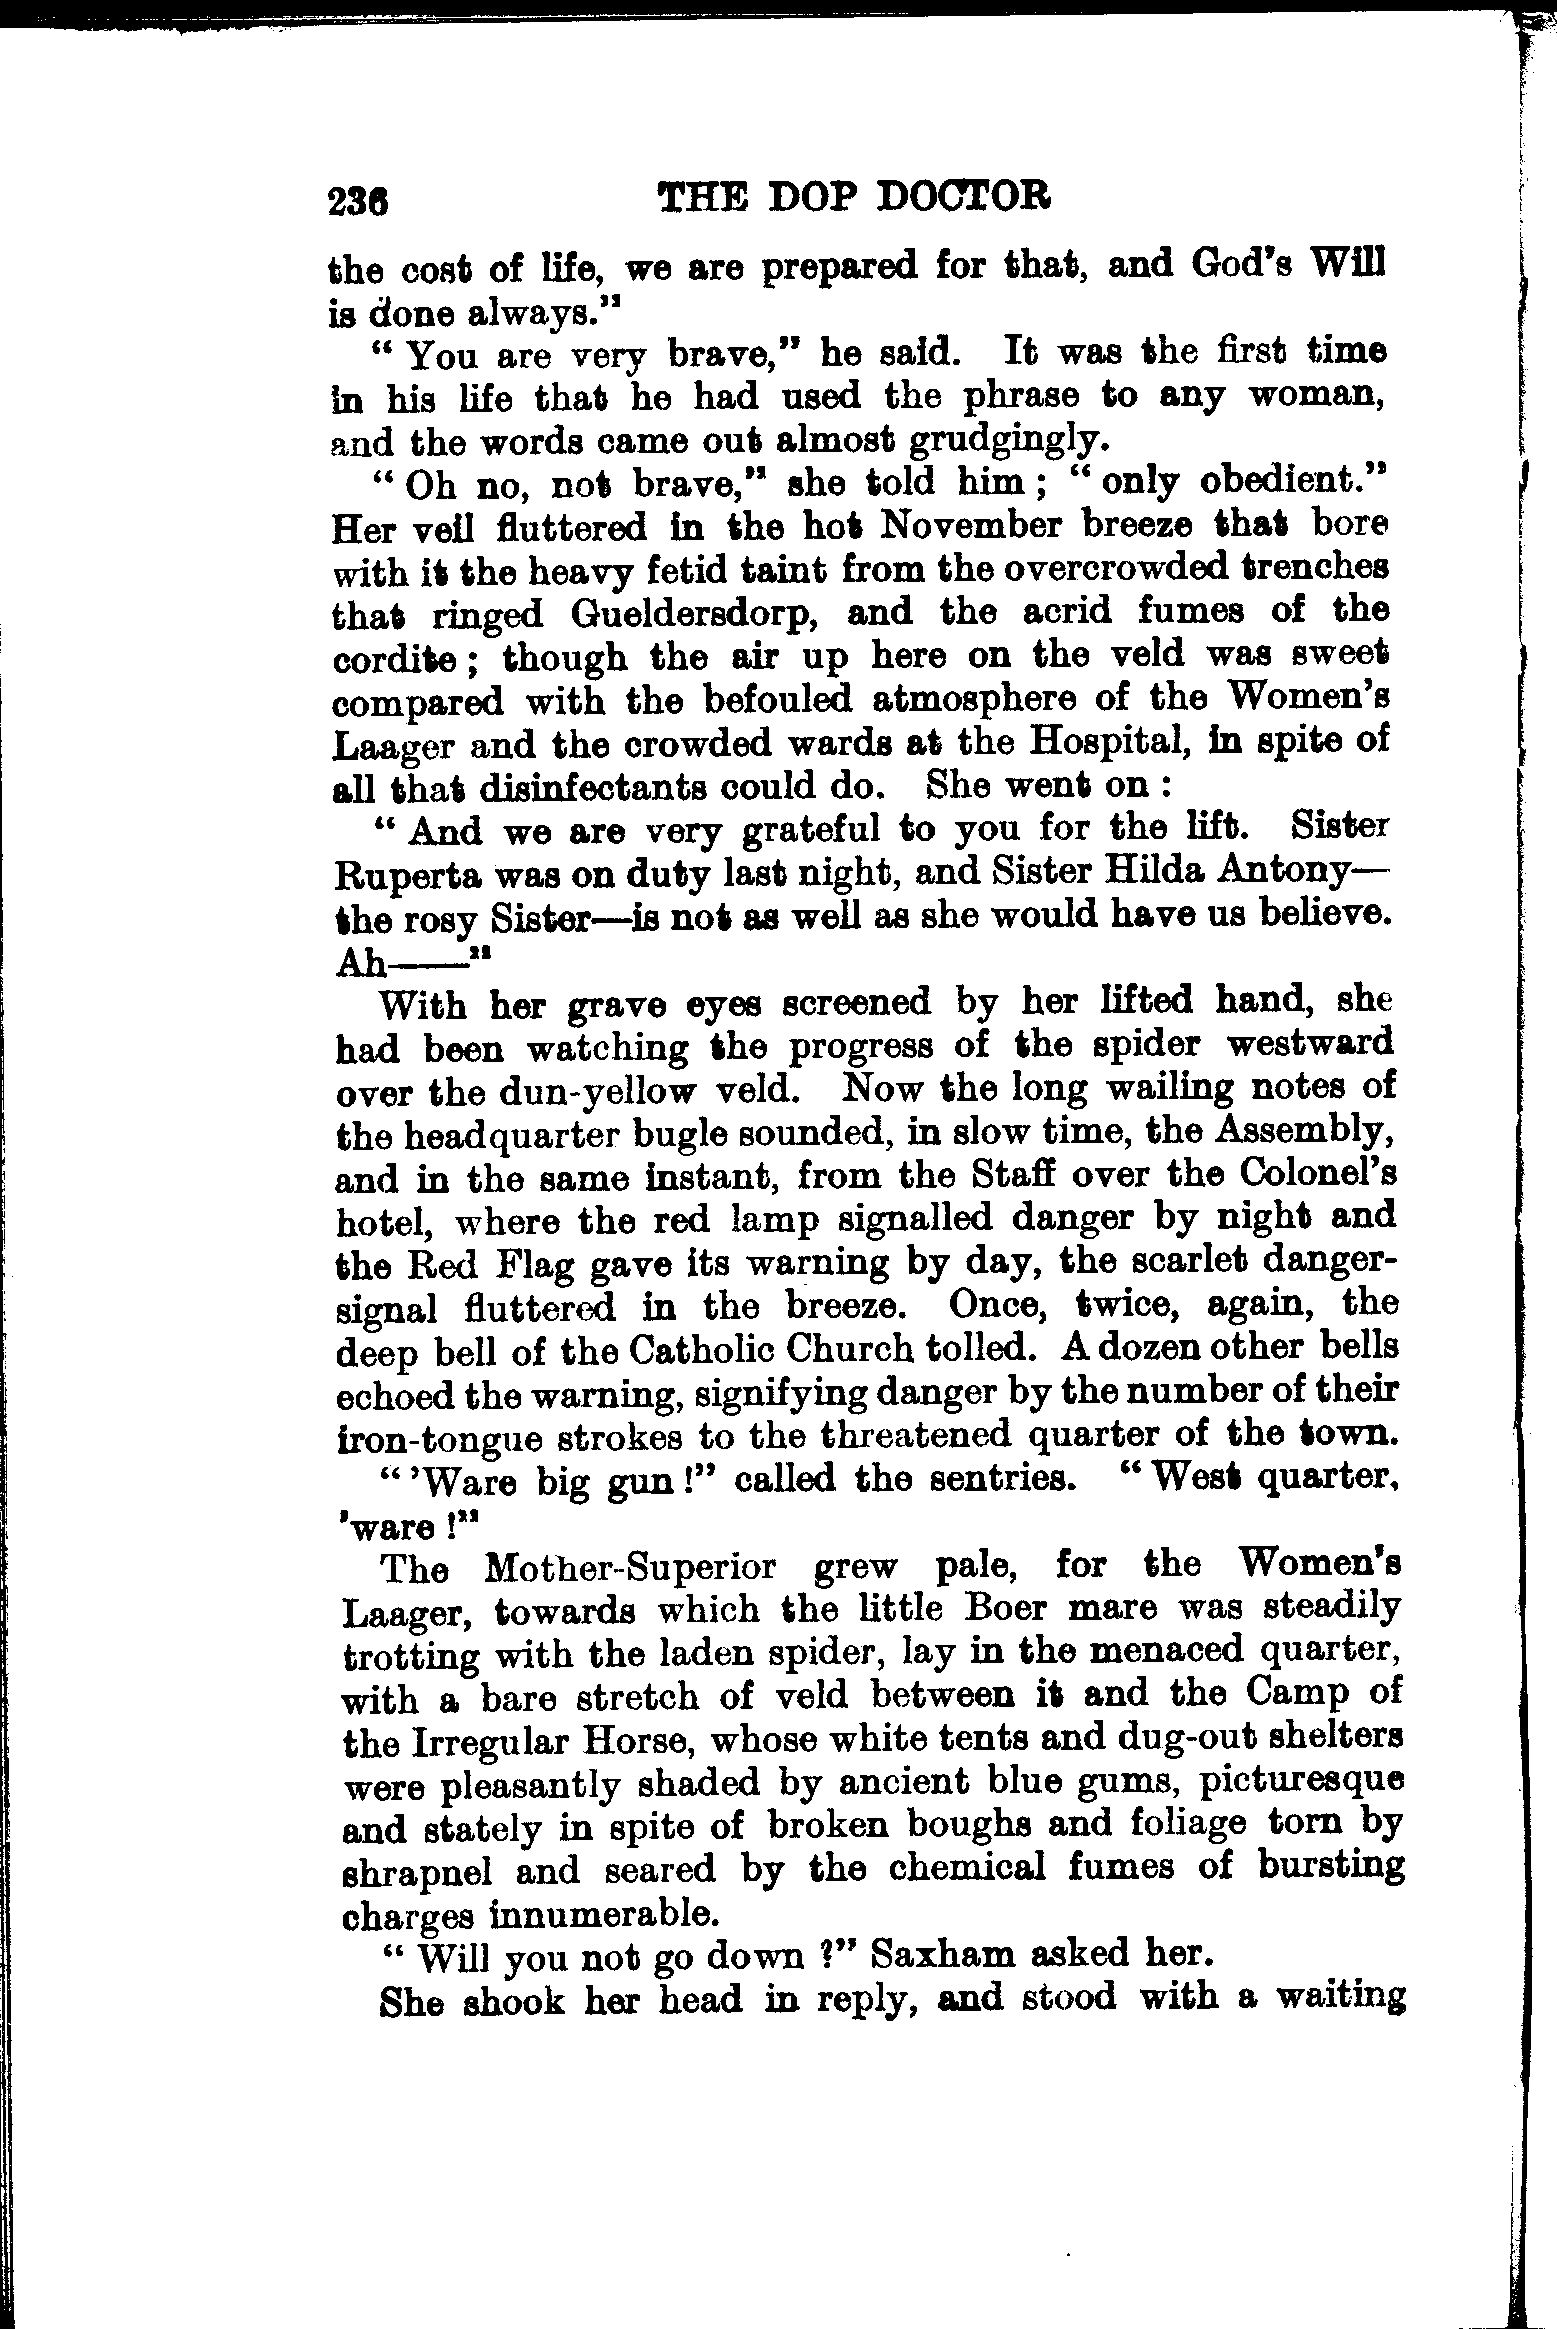 236 THE DOP DOCTOR
the cost of life, we are prepared for that, and God's Will
is done always."
" You are very brave," he said. It was the first time
in his life that he had used the phrase to any woman,
and the words came out almost grudgingly.
" Oh no, not brave," she told him ; " only obedient."
Her veil fluttered in the hot November breeze that bore
with it the heavy fetid taint from the overcrowded trenches
that ringed Gueldersdorp, and the acrid fumes of the
cordite ; though the air up here on the veld was sweet
compared with the befouled atmosphere of the Women's
Laager and the crowded wards at the Hospital, in spite of
all that disinfectants could do. She went on :
" And we are very grateful to you for the lift. Sister
Ruperta was on duty last night, and Sister Hilda Antony—
the rosy Sister—is not as well as she would have us believe.
Ah——"
With her grave eyes screened by her lifted hand, she
had been watching the progress of the spider westward
over the dun-yellow veld. Now the long wailing notes of
the headquarter bugle sounded, in slow time, the Assembly,
and in the same instant, from the Staff over the Colonel's
hotel, where the red lamp signalled danger by night and
the Red Flag gave its warning by day, the scarlet danger-
signal fluttered in the breeze. Once, twice, again, the
deep bell of the Catholic Church tolled. A dozen other bells
echoed the warning, signifying danger by the number of their
iron-tongue strokes to the threatened quarter of the town.
" 'Ware big gun !" called the sentries. " West quarter,
'ware !"
The Mother-Superior grew pale, for the Women's
Laager, towards which the little Boer mare was steadily
trotting with the laden spider, lay in the menaced quarter,
with a bare stretch of veld between it and the Camp of
the Irregular Horse, whose white tents and dug-out shelters
were pleasantly shaded by ancient blue gums, picturesque
and stately in spite of broken boughs and foliage torn by
shrapnel and seared by the chemical fumes of bursting
charges innumerable.
" Will you not go down ?" Saxham asked her.
She shook her head in reply, and stood with a waiting